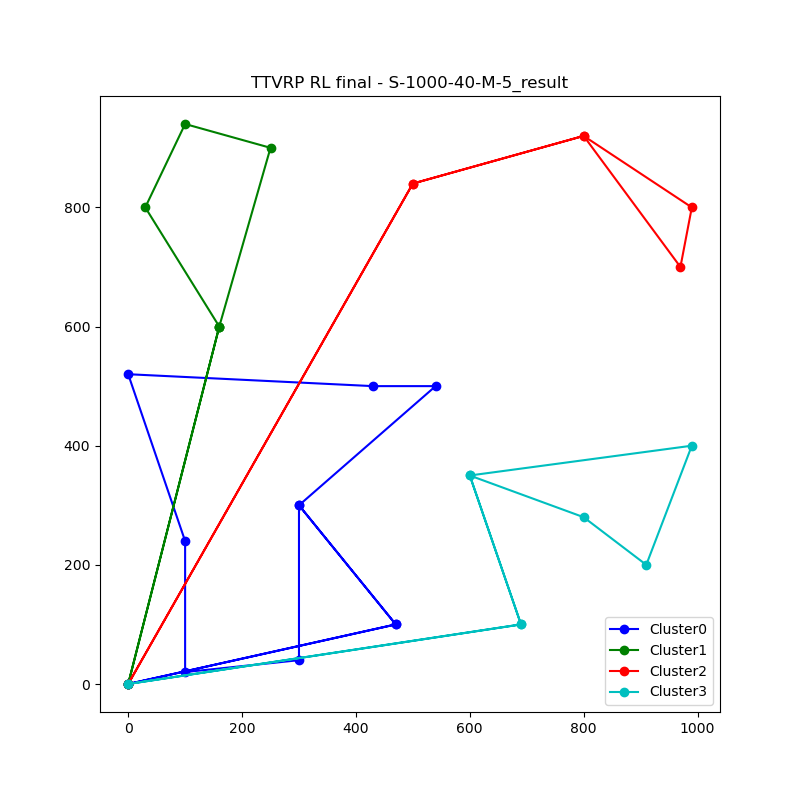 TTVRP RL final - S-1000-40-M-5_result
800
600
400
200
0
0 200 400 600 800 1000
Cluster0
Cluster1
Cluster2
Cluster3